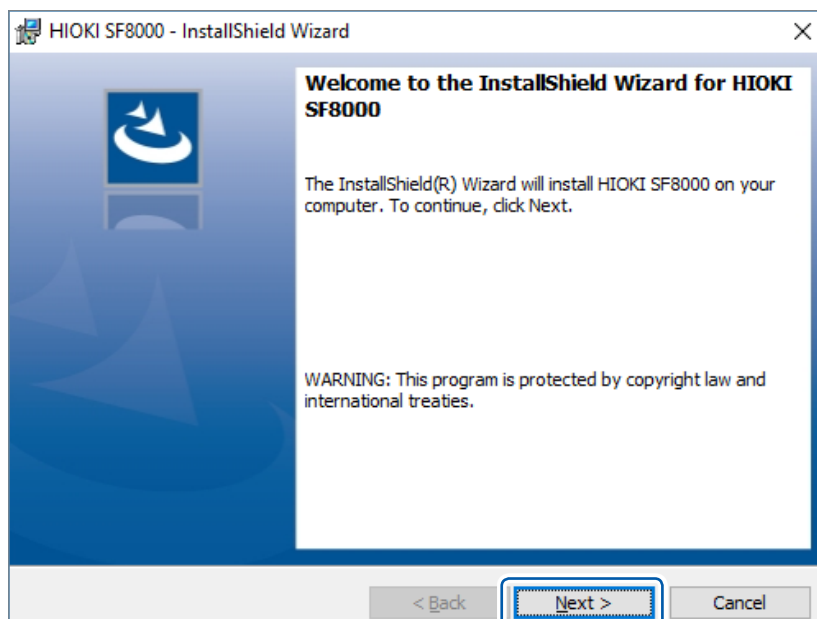 HIOKI SF8000 - InstallShield Wizard
Welcome to the InstallShield Wizard for HIOKI
SF8000
The InstallShield(R) Wizard will install HIOKI SF8000 on your
computer. To continue, click Next.
WARNING: This program is protected by copyright law and
international treaties.
< Back Next > Cancel